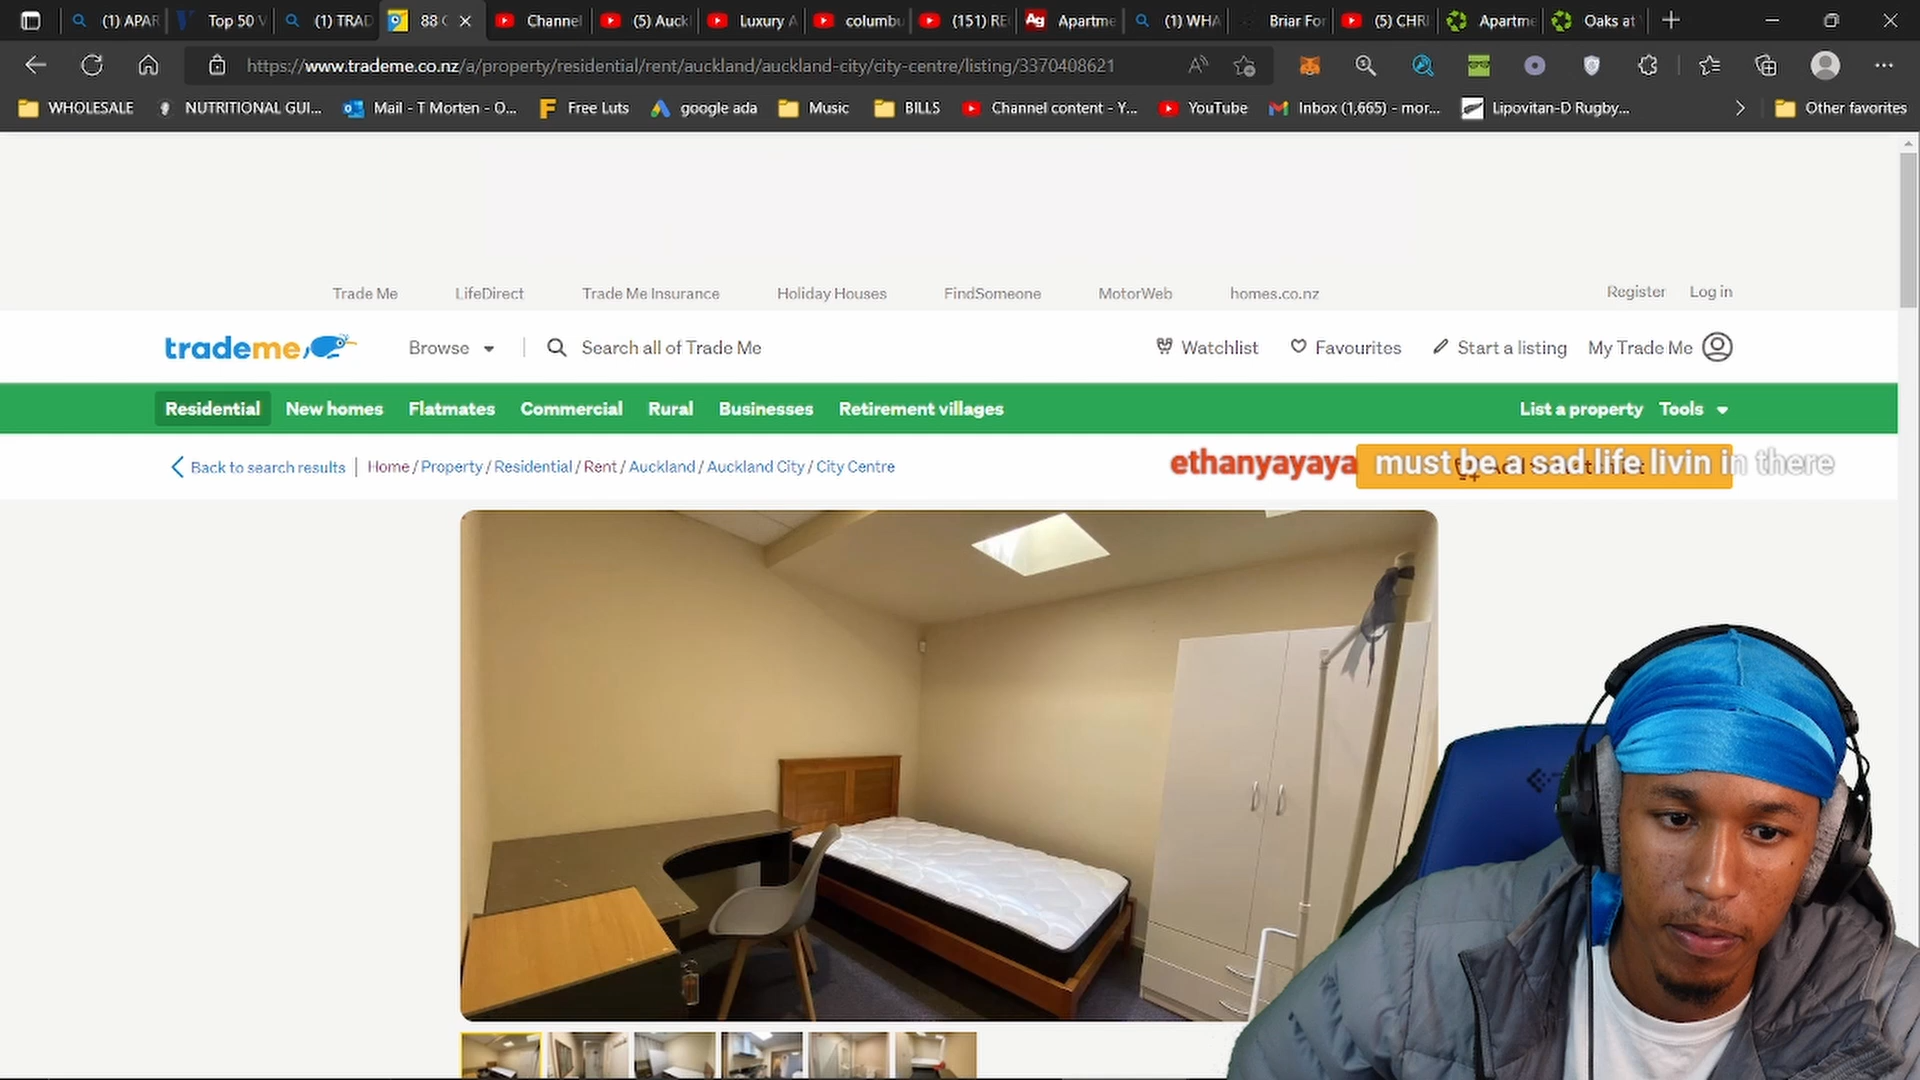 (1) APAR
Top 50 V
(1) TRAD
88 C
Channel
(5) Auckl
Luxury A
columbu
(151) RE
Ag Apartme
(1) WHA
Briar For
(5) CHRI
Apartme
Oaks at
https://www.trademe.co.nz/a/property/residential/rent/auckland/auckland-city/city-centre/listing/3370408621
WHOLESALE
NUTRITIONAL GUI...
Mail - T Morten - O...
Free Luts
google ada
Music
BILLS
Channel content - Y...
YouTube
Inbox (1,665) - mor...
Lipovitan-D Rugby...
Other favorites
Trade Me
LifeDirect
Trade Me Insurance
Holiday Houses
FindSomeone
MotorWeb
homes.co.nz
Register
Log in
trademe
Browse
Search all of Trade Me
Watchlist
Favourites
Start a listing
My Trade Me
Residential
New homes
Flatmates
Commercial
Rural
Businesses
Retirement villages
List a property
Tools
Back to search results
Home / Property / Residential / Rent / Auckland / Auckland City / City Centre
ethanyayaya must be a sad life livin in there